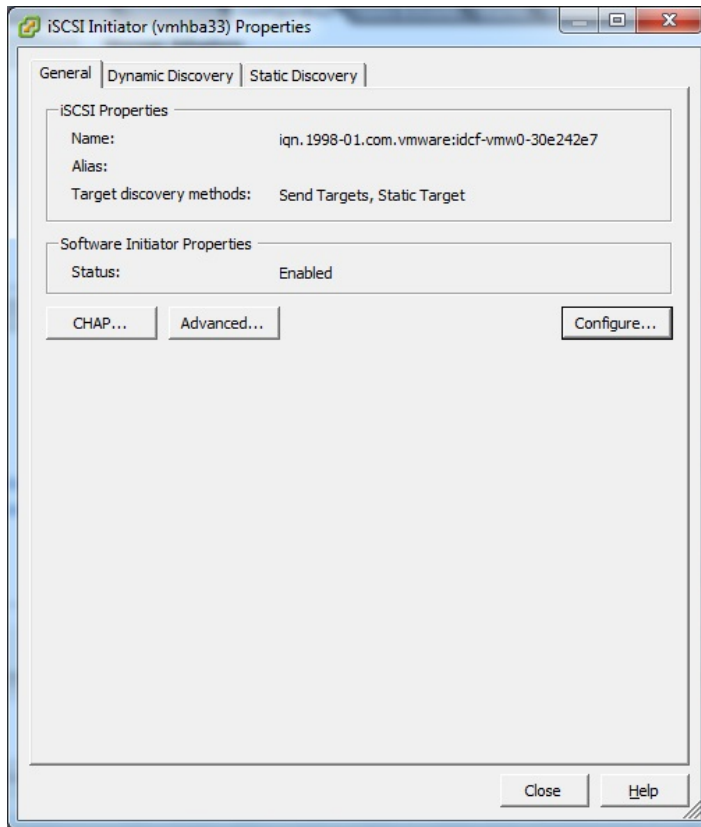 iSCSI Initiator (vmhba33) Properties
General Dynamic Discovery Static Discovery
iSCSI Properties
Name: iqn.1998-01.com.vmware:idcf-vmw0-30e242e7
Alias:
Target discovery methods: Send Targets, Static Target
Software Initiator Properties
Status: Enabled
CHAP... Advanced... Configure...
Close Help